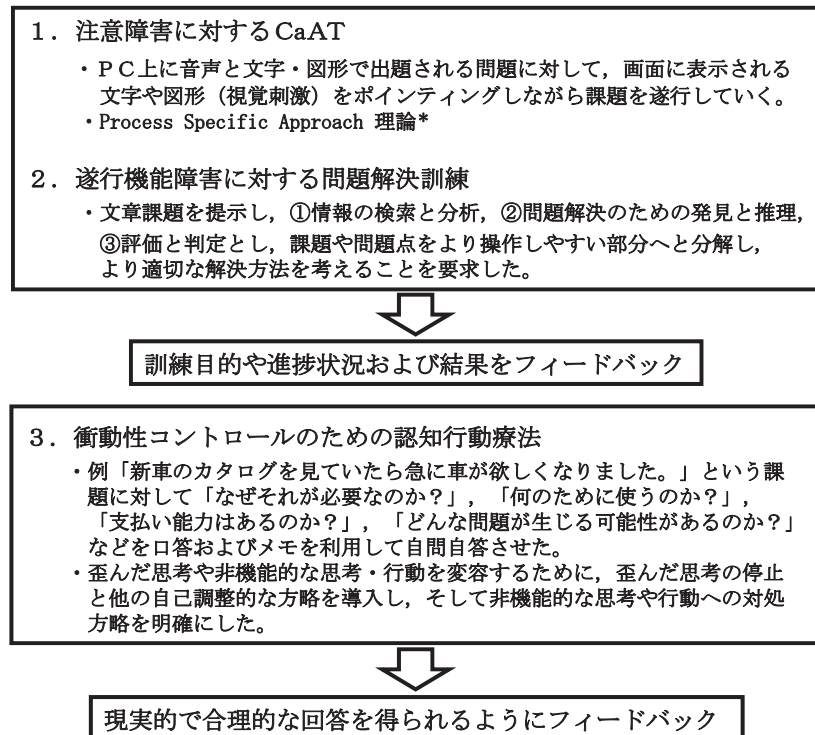 １．注意障害に対するCaAT
・ＰＣ上に音声と文字・図形で出題される問題に対して，画面に表示される
文字や図形（視覚刺激）をポインティングしながら課題を遂行していく。
・Process Specific Approach 理論*
２．遂行機能障害に対する問題解決訓練
・文章課題を提示し，①情報の検索と分析，②問題解決のための発見と推理，
③評価と判定とし，課題や問題点をより操作しやすい部分へと分解し，
より適切な解決方法を考えることを要求した。
訓練目的や進捗状況および結果をフィードバック
３．衝動性コントロールのための認知行動療法
・例「新車のカタログを見ていたら急に車が欲しくなりました。」という課
題に対して「なぜそれが必要なのか？」，「何のために使うのか？」，
「支払い能力はあるのか？」，「どんな問題が生じる可能性があるのか？」
などを口答およびメモを利用して自問自答させた。
・歪んだ思考や非機能的な思考・行動を変容するために，歪んだ思考の停止
と他の自己調整的な方略を導入し，そして非機能的な思考や行動への対処
方略を明確にした。
現実的で合理的な回答を得られるようにフィードバック